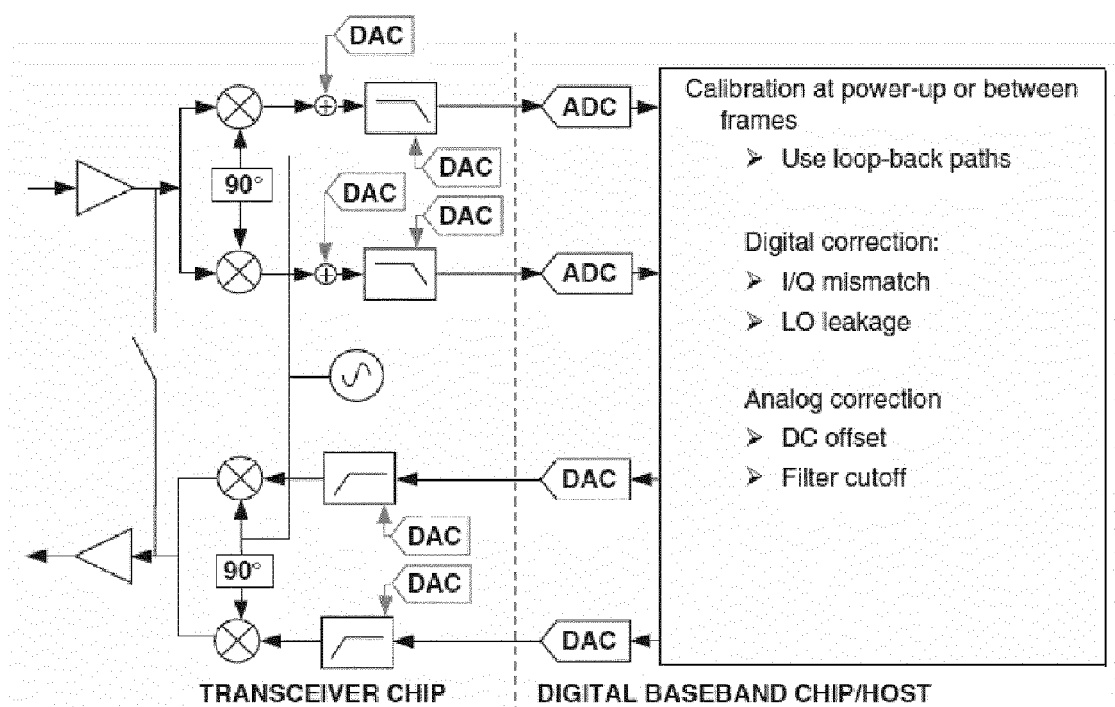 DAC
ADC
Calibration at power-up or between
frames
➢ Use loop-back paths
90°
DAC
DAC
DAC
Digital correction:
ADC
➢ I/Q mismatch
➢ LO leakage
Analog correction
➢ DC offset
➢ Filter cutoff
DAC
DAC
90°
DAC
DAC
TRANSCEIVER CHIP
DIGITAL BASEBAND CHIP/HOST